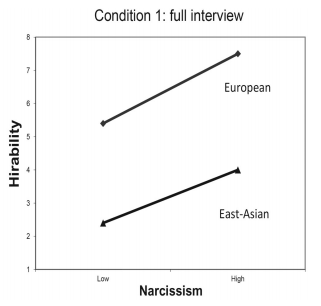 Condition 1: full interview
8
7
6
5
4
3
2
1
Hirability
European
East-Asian
Low High
Narcissism